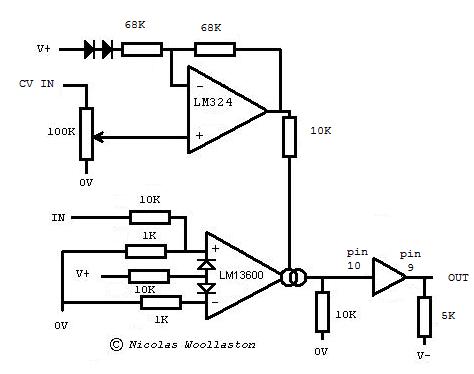 68K
68K
V+
CV IN
-
LM324
100K
+
10K
0V
10K
IN
1K
+
pin
10
pin
9
V+
LM13600
OUT
10K
-
0V
1K
10K
5K
0V
V-
© Nicolas Woollaston